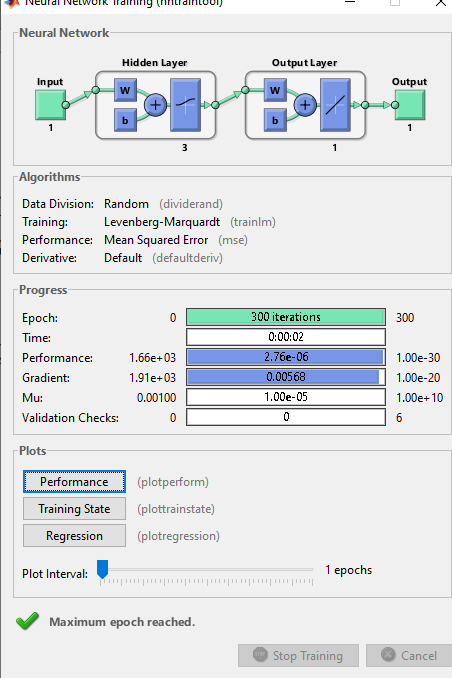 Neural Network Training (nntraintool)
Neural Network
Hidden Layer Output Layer
Input Output
W W
b b
1 3 1 1
Algorithms
Data Division: Random (dividerand)
Training: Levenberg-Marquardt (trainlm)
Performance: Mean Squared Error (mse)
Derivative: Default (defaultderiv)
Progress
Epoch: 0 300 iterations 300
Time: 0:00:02
Performance: 1.66e+03 2.76e-06 1.00e-30
Gradient: 1.91e+03 0.00568 1.00e-20
Mu: 0.00100 1.00e-05 1.00e+10
Validation Checks: 0 0 6
Plots
Performance (plotperform)
Training State (plottrainstate)
Regression (plotregression)
Plot Interval: 1 epochs
Maximum epoch reached.
Stop Training Cancel